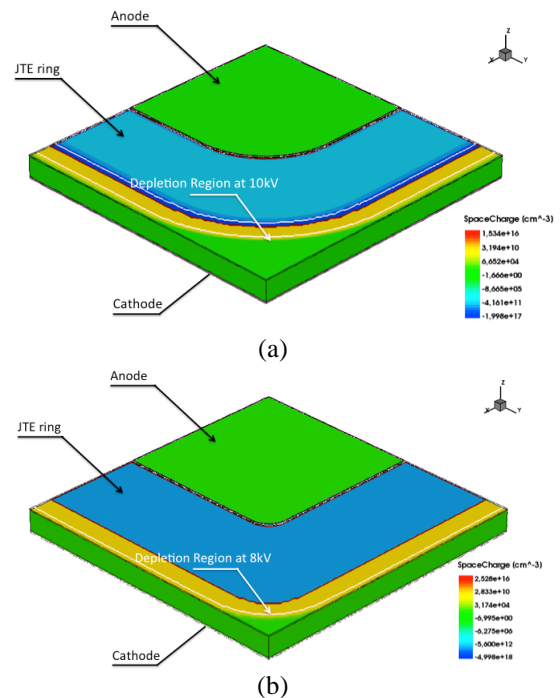 Anode
Z
X
Y
JTE ring
Depletion Region at 10kV
SpaceCharge (cm^-3)
1,534e+16
3,194e+10
6,652e+04
-1,666e+00
-8,665e+05
-4,161e+11
-1,998e+17
Cathode
(a)
Anode
Z
X
Y
JTE ring
Depletion Region at 8kV
SpaceCharge (cm^-3)
2,528e+16
2,833e+10
3,174e+04
-6,995e+00
-6,275e+06
-5,600e+12
-4,998e+18
Cathode
(b)